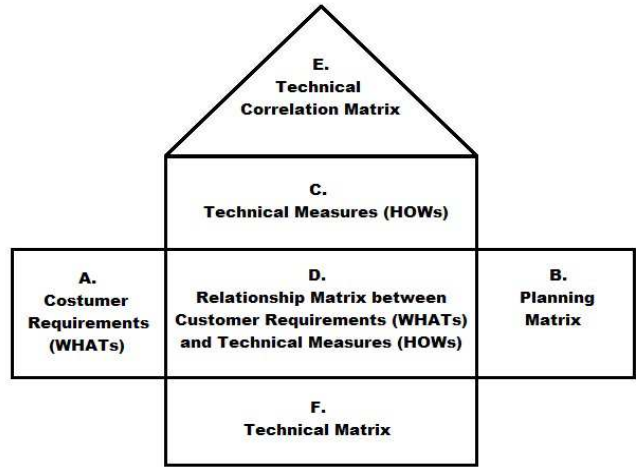 E.
Technical
Correlation Matrix
C.
Technical Measures (HOWs)
A.
Costumer
Requirements
(WHATs)
D.
Relationship Matrix between
Customer Requirements (WHATs)
and Technical Measures (HOWs)
B.
Planning
Matrix
F.
Technical Matrix